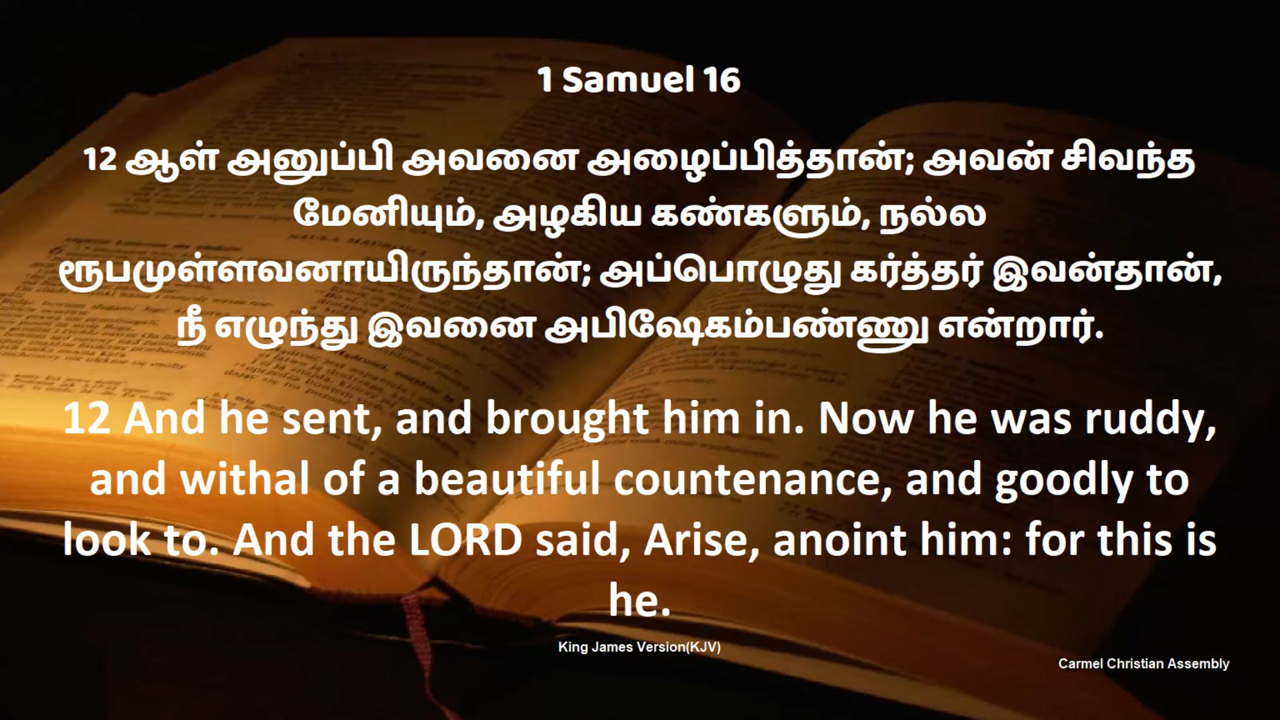 1 Samuel 16
12 ஆள் அனுப்பி அவனை அழைப்பித்தான்; அவன் சிவந்த
மேனியும், அழகிய கண்களும், நல்ல
ரூபமுள்ளவனாயிருந்தான்; அப்பொழுது கர்த்தர் இவன்தான்,
நீ எழுந்து இவனை அபிஷேகம்பண்ணு என்றார்.
12 And he sent, and brought him in. Now he was ruddy,
and withal of a beautiful countenance, and goodly to
look to. And the LORD said, Arise, anoint him: for this is
he.
King James Version(KJV)
Carmel Christian Assembly